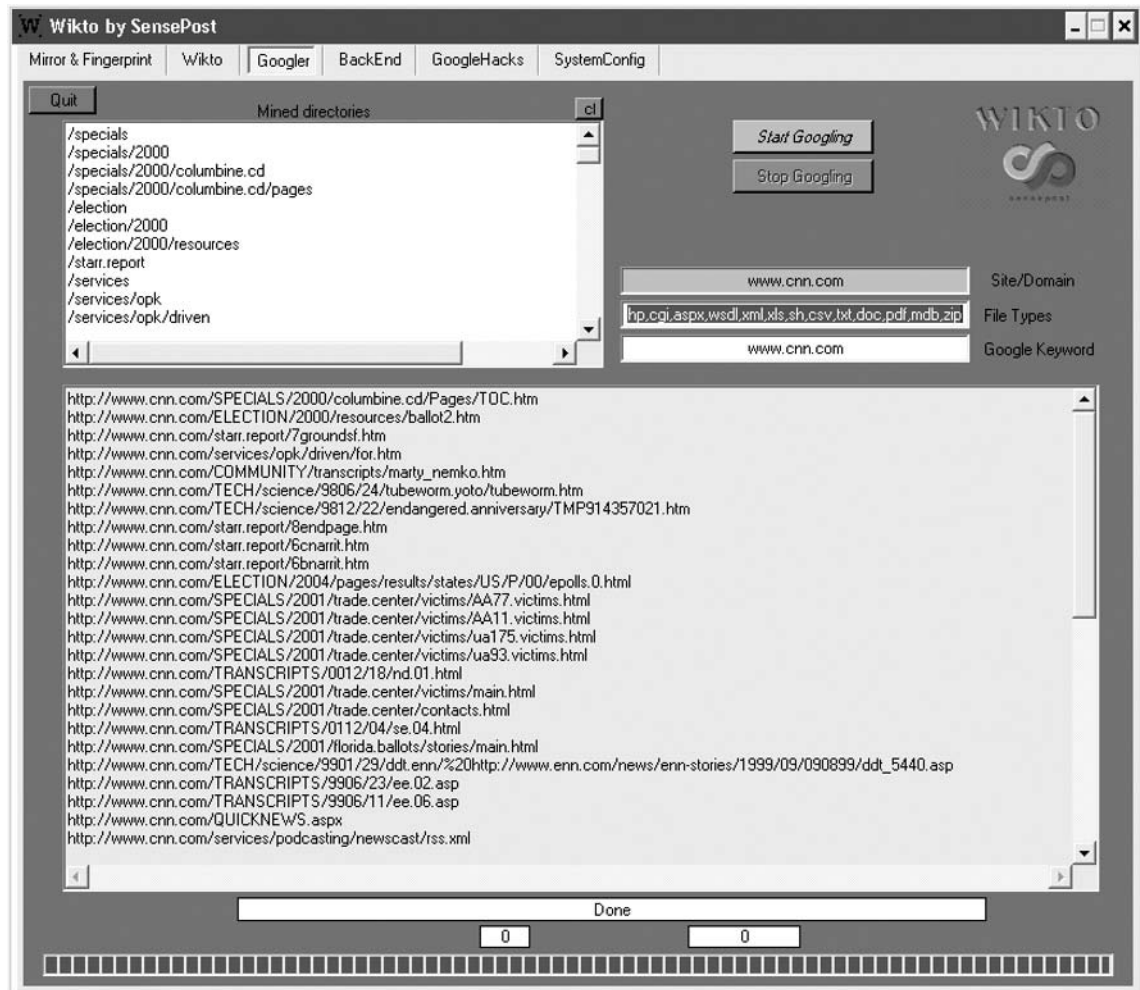 Wikto by SensePost
Mirror & Fingerprint Wikto Googler BackEnd GoogleHacks SystemConfig
Quit
Mined directories
cl
/specials
/specials/2000
/specials/2000/columbine.cd
/specials/2000/columbine.cd/pages
/election
/election/2000
/election/2000/resources
/starr.report
/services
/services/opk
/services/opk/driven
Start Googling
Stop Googling
WIKTO
sensepost
www.cnn.com Site/Domain
hp,cgi,aspx,wsdl,xml,xls,sh,csv,txt,doc,pdf,mdb,zip File Types
www.cnn.com Google Keyword
http://www.cnn.com/SPECIALS/2000/columbine.cd/Pages/TOC.htm
http://www.cnn.com/ELECTION/2000/resources/ballot2.htm
http://www.cnn.com/starr.report/7groundsf.htm
http://www.cnn.com/services/opk/driven/for.htm
http://www.cnn.com/COMMUNITY/transcripts/marty_nemko.htm
http://www.cnn.com/TECH/science/9806/24/tubeworm.yoto/tubeworm.htm
http://www.cnn.com/TECH/science/9812/22/endangered.anniversary/TMP914357021.htm
http://www.cnn.com/starr.report/8endpage.htm
http://www.cnn.com/starr.report/6cnarrit.htm
http://www.cnn.com/starr.report/6bnarrit.htm
http://www.cnn.com/ELECTION/2004/pages/results/states/US/P/00/epolls.0.html
http://www.cnn.com/SPECIALS/2001/trade.center/victims/AA77.victims.html
http://www.cnn.com/SPECIALS/2001/trade.center/victims/AA11.victims.html
http://www.cnn.com/SPECIALS/2001/trade.center/victims/ua175.victims.html
http://www.cnn.com/SPECIALS/2001/trade.center/victims/ua93.victims.html
http://www.cnn.com/TRANSCRIPTS/0012/18/nd.01.html
http://www.cnn.com/SPECIALS/2001/trade.center/victims/main.html
http://www.cnn.com/SPECIALS/2001/trade.center/contacts.html
http://www.cnn.com/TRANSCRIPTS/0112/04/se.04.html
http://www.cnn.com/SPECIALS/2001/florida.ballots/stories/main.html
http://www.cnn.com/TECH/science/9901/29/ddt.enn/%20http://www.enn.com/news/enn-stories/1999/09/090899/ddt_5440.asp
http://www.cnn.com/TRANSCRIPTS/9906/23/ee.02.asp
http://www.cnn.com/TRANSCRIPTS/9906/11/ee.06.asp
http://www.cnn.com/QUICKNEWS.aspx
http://www.cnn.com/services/podcasting/newscast/rss.xml
Done
0 0